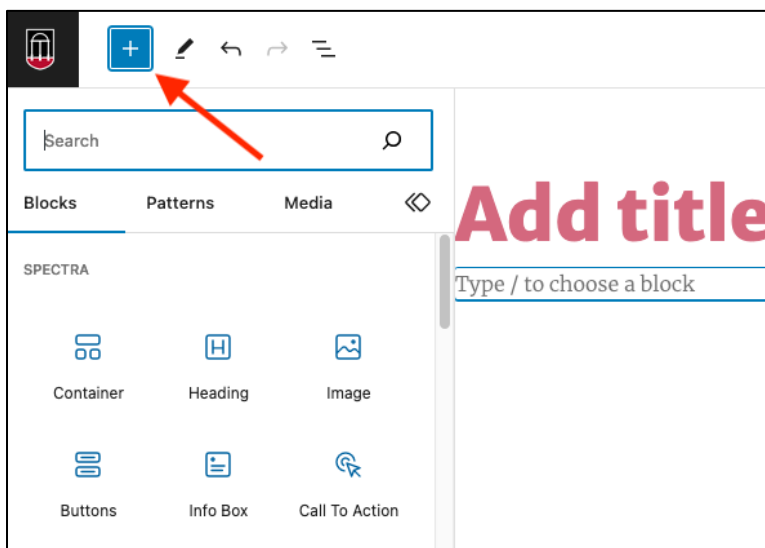 Search
Blocks Patterns Media
Add title
Type / to choose a block
SPECTRA
Container Heading Image
Buttons Info Box Call To Action